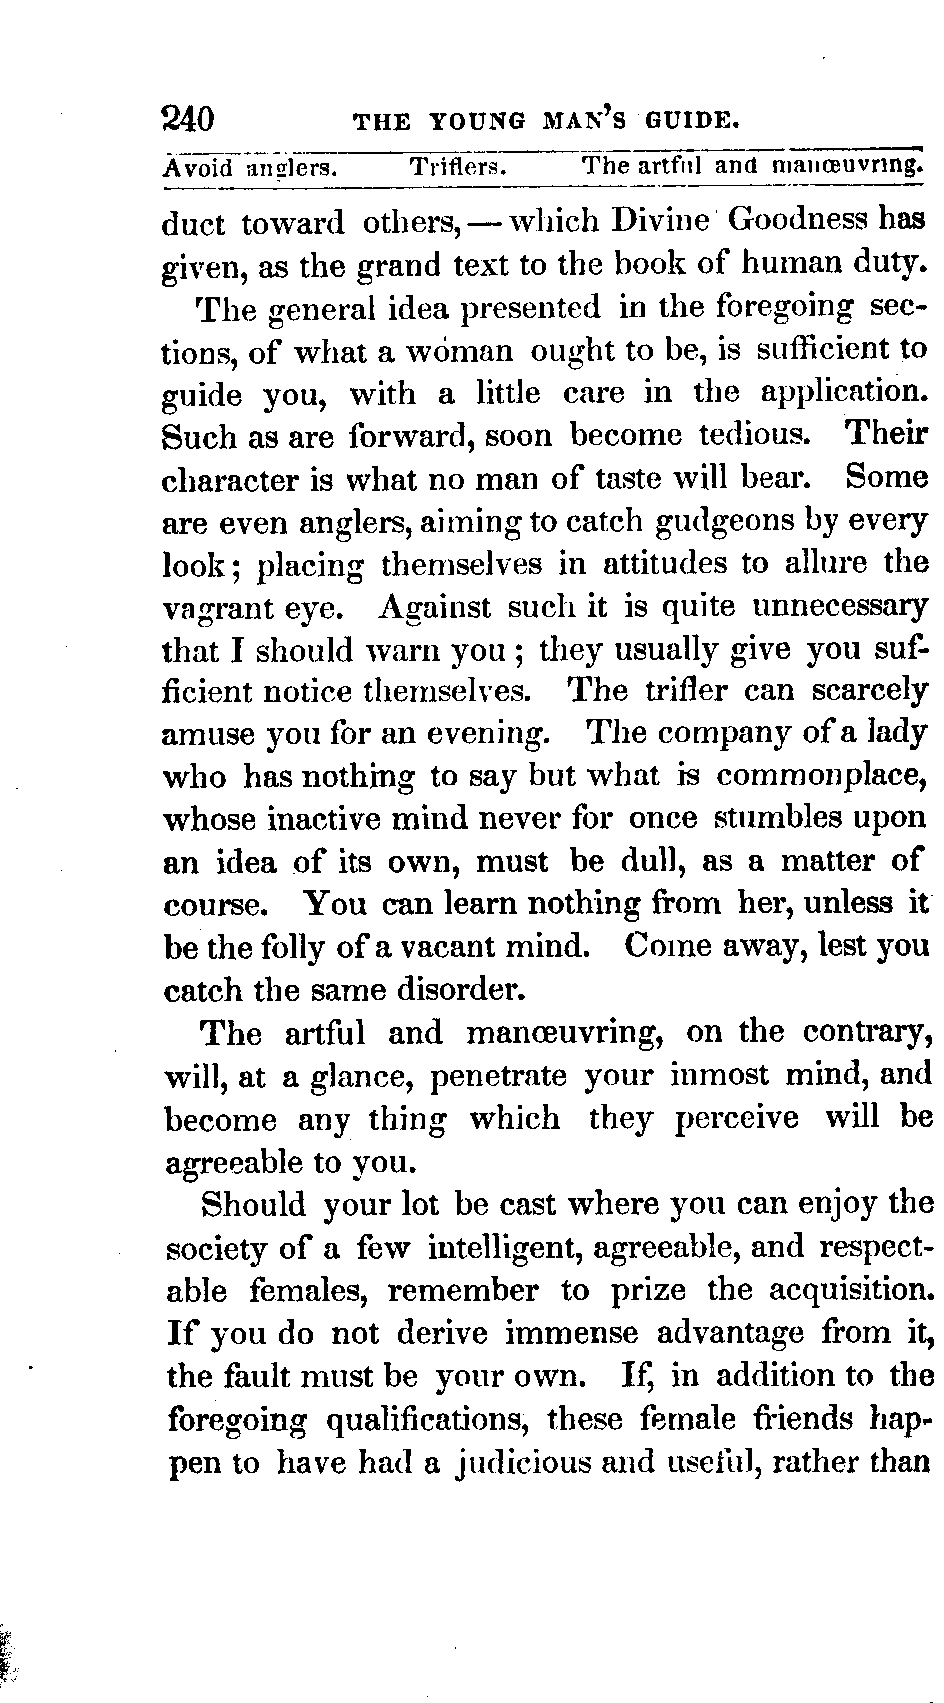 240 THE YOUNG MAN'S GUIDE.
Avoid anglers. Triflers. The artful and manœuvring.
duct toward others,—which Divine Goodness has
given, as the grand text to the book of human duty.
The general idea presented in the foregoing sec-
tions, of what a woman ought to be, is sufficient to
guide you, with a little care in the application.
Such as are forward, soon become tedious. Their
character is what no man of taste will bear. Some
are even anglers, aiming to catch gudgeons by every
look; placing themselves in attitudes to allure the
vagrant eye. Against such it is quite unnecessary
that I should warn you; they usually give you suf-
ficient notice themselves. The trifler can scarcely
amuse you for an evening. The company of a lady
who has nothing to say but what is commonplace,
whose inactive mind never for once stumbles upon
an idea of its own, must be dull, as a matter of
course. You can learn nothing from her, unless it
be the folly of a vacant mind. Come away, lest you
catch the same disorder.
The artful and manœuvring, on the contrary,
will, at a glance, penetrate your inmost mind, and
become any thing which they perceive will be
agreeable to you.
Should your lot be cast where you can enjoy the
society of a few intelligent, agreeable, and respect-
able females, remember to prize the acquisition.
If you do not derive immense advantage from it,
the fault must be your own. If, in addition to the
foregoing qualifications, these female friends hap-
pen to have had a judicious and useful, rather than